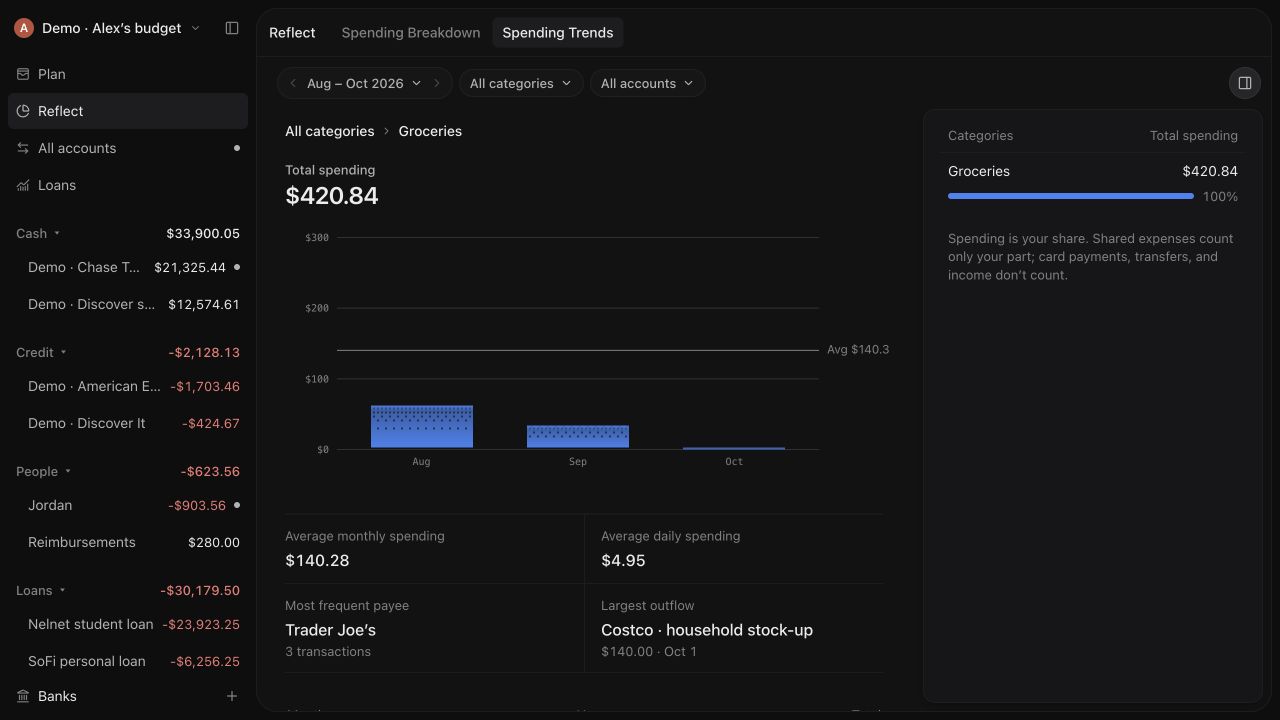 A Demo · Alex’s budget
Plan
Reflect
All accounts
Loans
Cash $33,900.05
Demo · Chase T... $21,325.44
Demo · Discover s... $12,574.61
Credit -$2,128.13
Demo · American E... -$1,703.46
Demo · Discover It -$424.67
People -$623.56
Jordan -$903.56
Reimbursements $280.00
Loans -$30,179.50
Nelnet student loan -$23,923.25
SoFi personal loan -$6,256.25
Banks
Reflect Spending Breakdown Spending Trends
Aug – Oct 2026 All categories All accounts
All categories › Groceries
Total spending
$420.84
$300
$200
Avg $140.3
$100
$0
Aug Sep Oct
Average monthly spending
$140.28
Average daily spending
$4.95
Most frequent payee
Trader Joe’s
3 transactions
Largest outflow
Costco · household stock-up
$140.00 · Oct 1
Categories Total spending
Groceries $420.84
100%
Spending is your share. Shared expenses count
only your part; card payments, transfers, and
income don’t count.